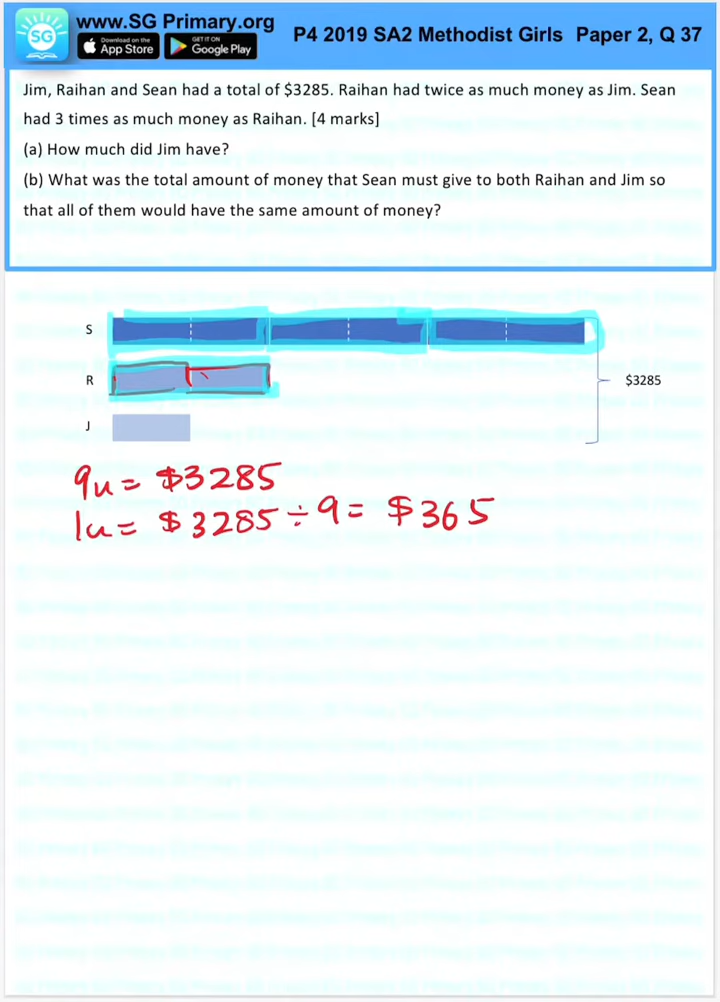 www.SG Primary.org
SG
Download on the
App Store
GET IT ON
Google Play
P4 2019 SA2 Methodist Girls Paper 2, Q 37
Jim, Raihan and Sean had a total of $3285. Raihan had twice as much money as Jim. Sean
had 3 times as much money as Raihan. [4 marks]
(a) How much did Jim have?
(b) What was the total amount of money that Sean must give to both Raihan and Jim so
that all of them would have the same amount of money?
S
R
$3285
J
9u = $3285
1u = $3285 ÷ 9 = $365